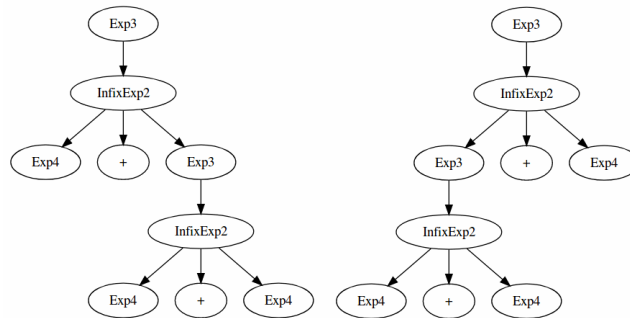 Exp3 Exp3
InfixExp2 InfixExp2
Exp4 + Exp3 Exp3 + Exp4
InfixExp2 InfixExp2
Exp4 + Exp4 Exp4 + Exp4